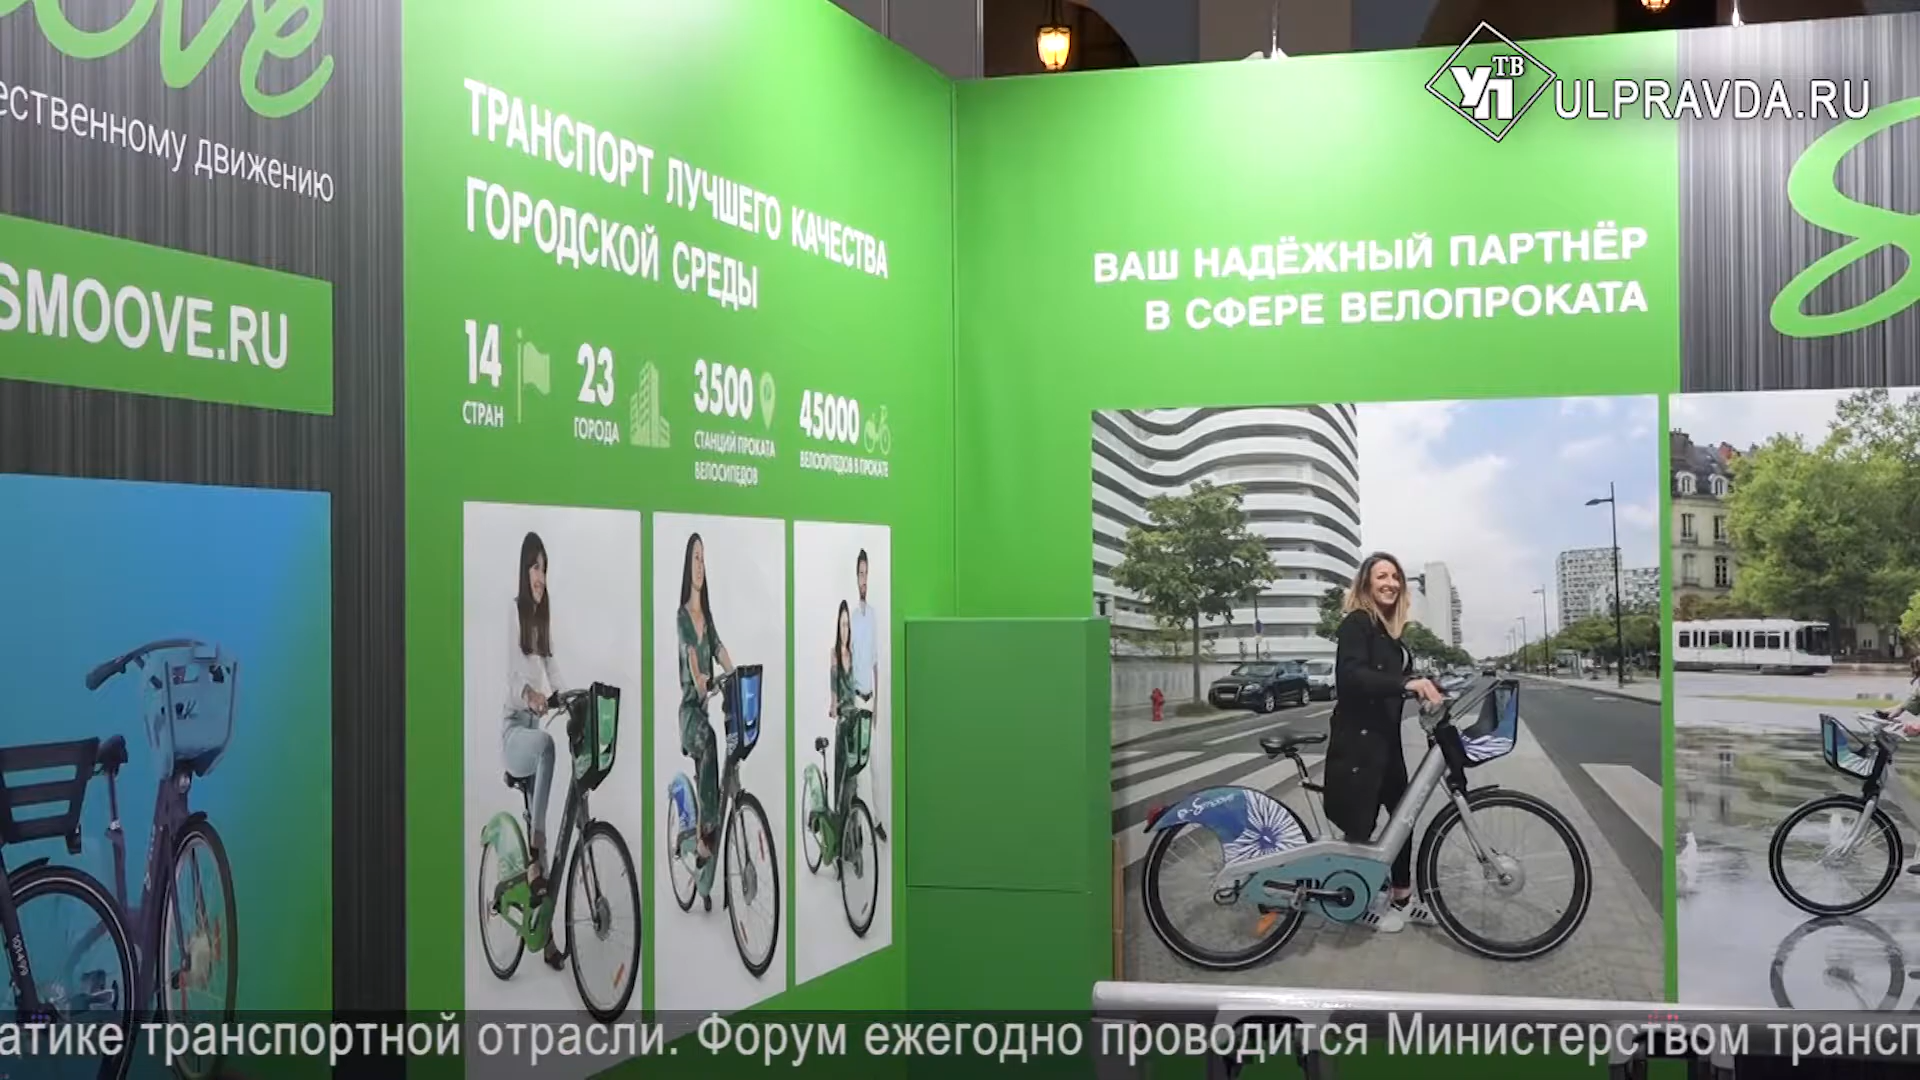 ТВ
УП
ULPRAVDA.RU
ественному движению
SMOOVE.RU
ТРАНСПОРТ ЛУЧШЕГО КАЧЕСТВА
ГОРОДСКОЙ СРЕДЫ
14
СТРАН
23
ГОРОДА
3500
СТАНЦИЙ ПРОКАТА
ВЕЛОСИПЕДОВ
45000
ВЕЛОСИПЕДОВ В ПРОКАТЕ
ВАШ НАДЁЖНЫЙ ПАРТНЁР
В СФЕРЕ ВЕЛОПРОКАТА
e-Smoove
атике транспортной отрасли. Форум ежегодно проводится Министерством трансп